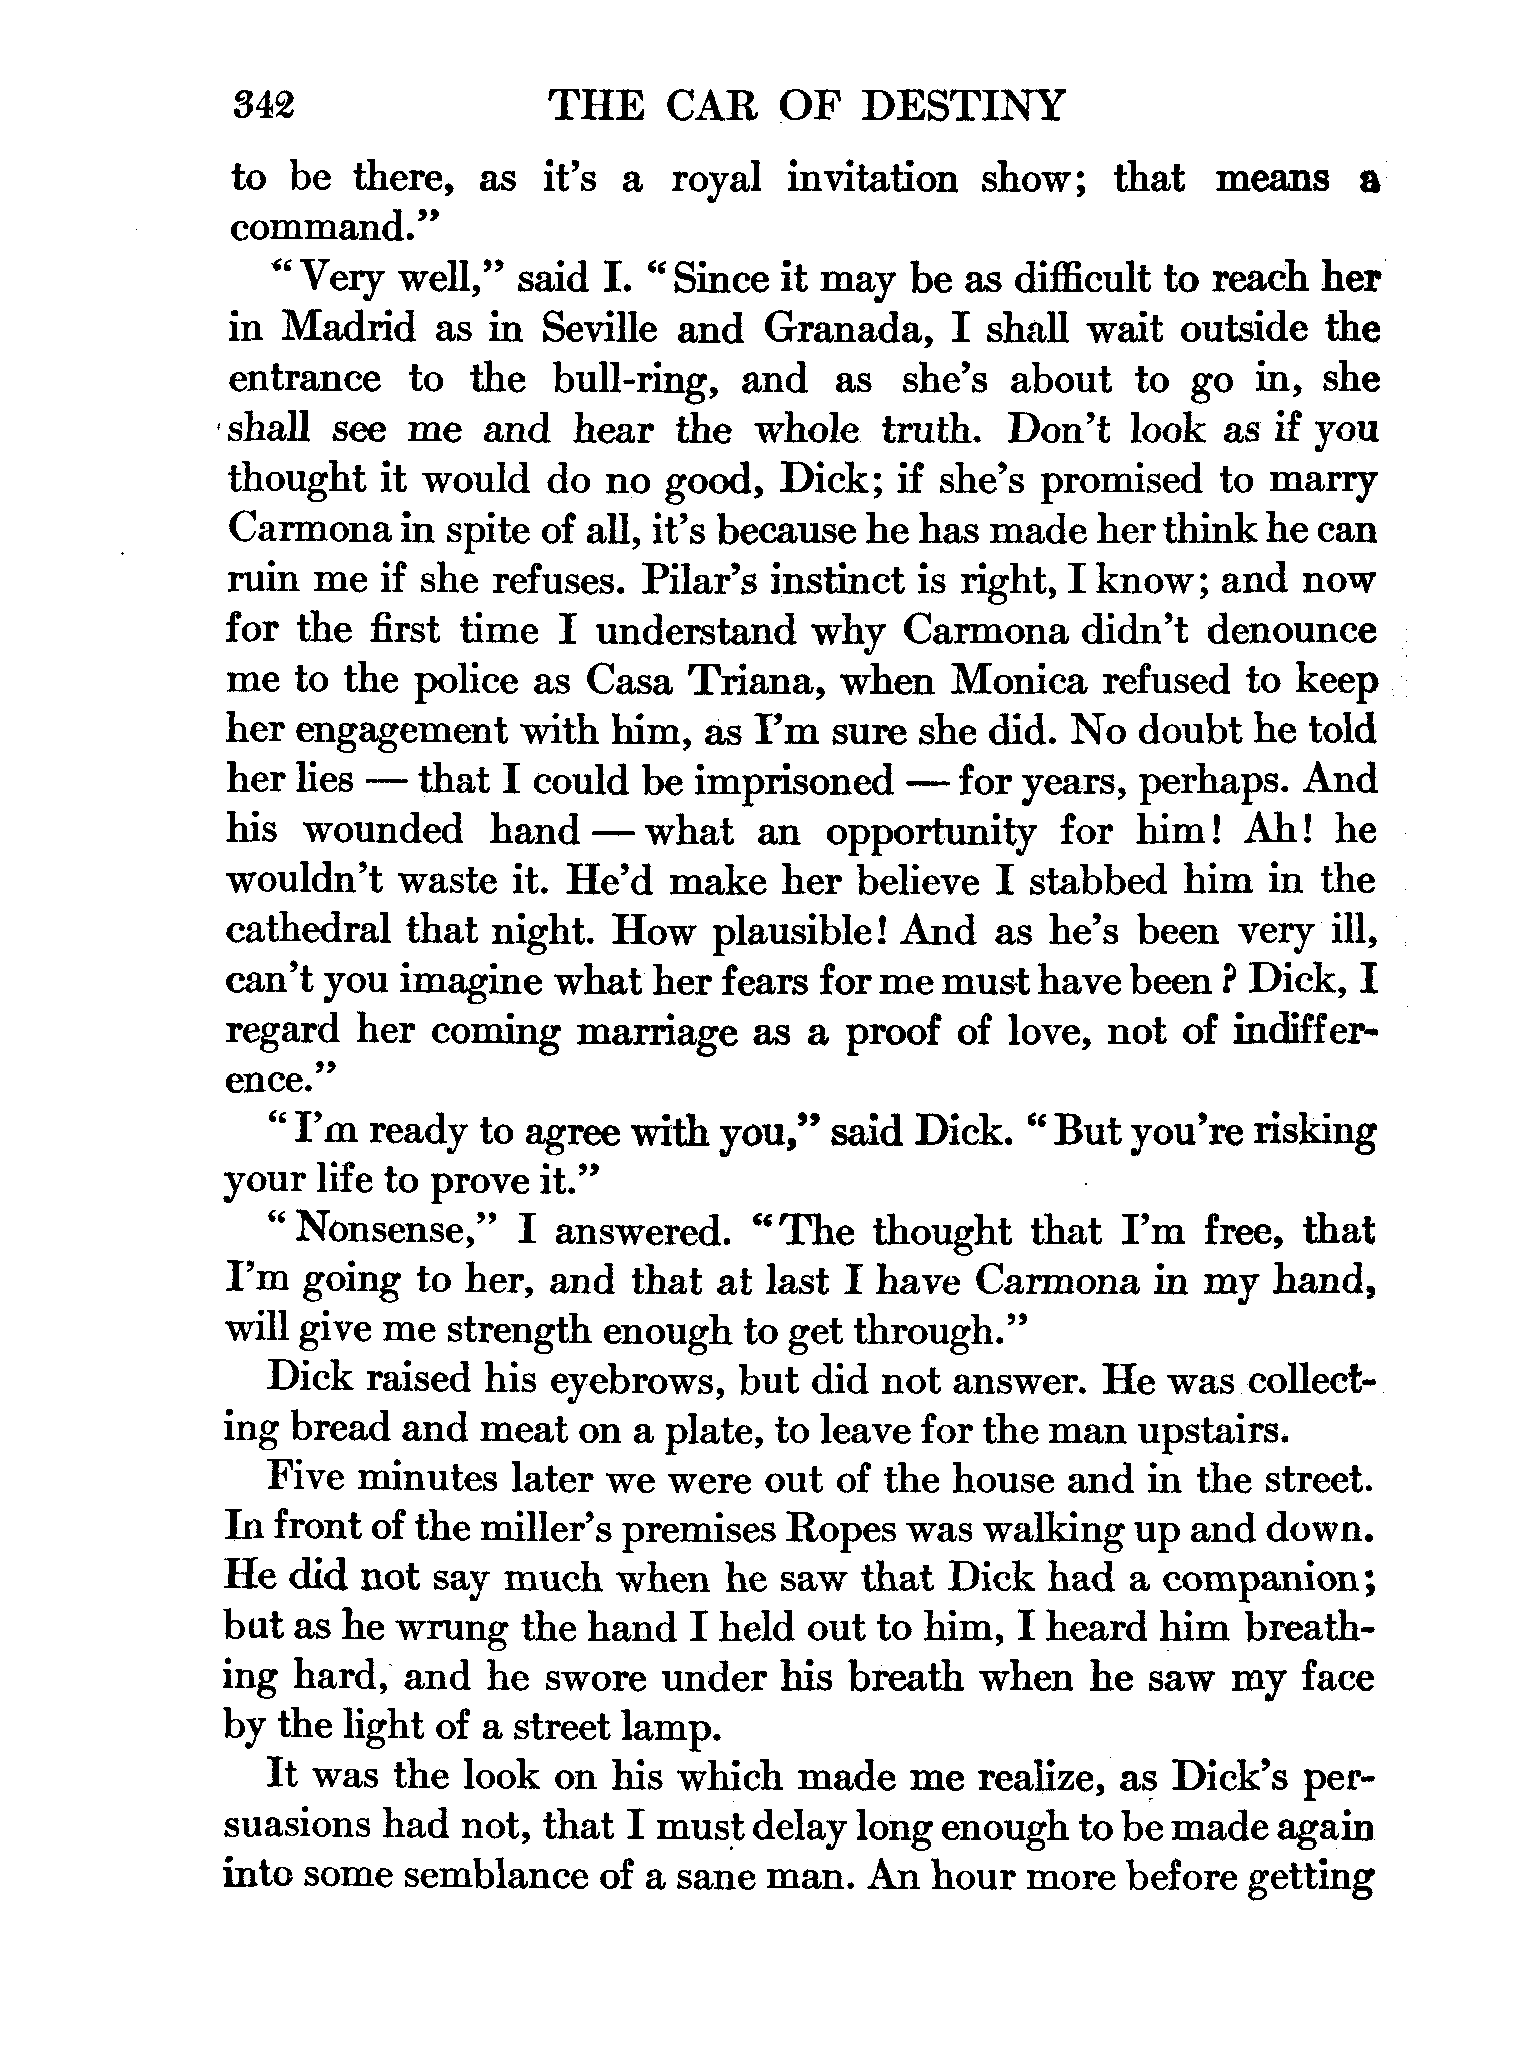 342 THE CAR OF DESTINY
to be there, as it's a royal invitation show; that means a
command."
"Very well," said I. "Since it may be as difficult to reach her
in Madrid as in Seville and Granada, I shall wait outside the
entrance to the bull-ring, and as she's about to go in, she
shall see me and hear the whole truth. Don't look as if you
thought it would do no good, Dick; if she's promised to marry
Carmona in spite of all, it's because he has made her think he can
ruin me if she refuses. Pilar's instinct is right, I know; and now
for the first time I understand why Carmona didn't denounce
me to the police as Casa Triana, when Monica refused to keep
her engagement with him, as I'm sure she did. No doubt he told
her lies — that I could be imprisoned — for years, perhaps. And
his wounded hand — what an opportunity for him! Ah! he
wouldn't waste it. He'd make her believe I stabbed him in the
cathedral that night. How plausible! And as he's been very ill,
can't you imagine what her fears for me must have been? Dick, I
regard her coming marriage as a proof of love, not of indiffer-
ence."
"I'm ready to agree with you," said Dick. "But you're risking
your life to prove it."
"Nonsense," I answered. "The thought that I'm free, that
I'm going to her, and that at last I have Carmona in my hand,
will give me strength enough to get through."
Dick raised his eyebrows, but did not answer. He was collect-
ing bread and meat on a plate, to leave for the man upstairs.
Five minutes later we were out of the house and in the street.
In front of the miller's premises Ropes was walking up and down.
He did not say much when he saw that Dick had a companion;
but as he wrung the hand I held out to him, I heard him breath-
ing hard, and he swore under his breath when he saw my face
by the light of a street lamp.
It was the look on his which made me realize, as Dick's per-
suasions had not, that I must delay long enough to be made again
into some semblance of a sane man. An hour more before getting